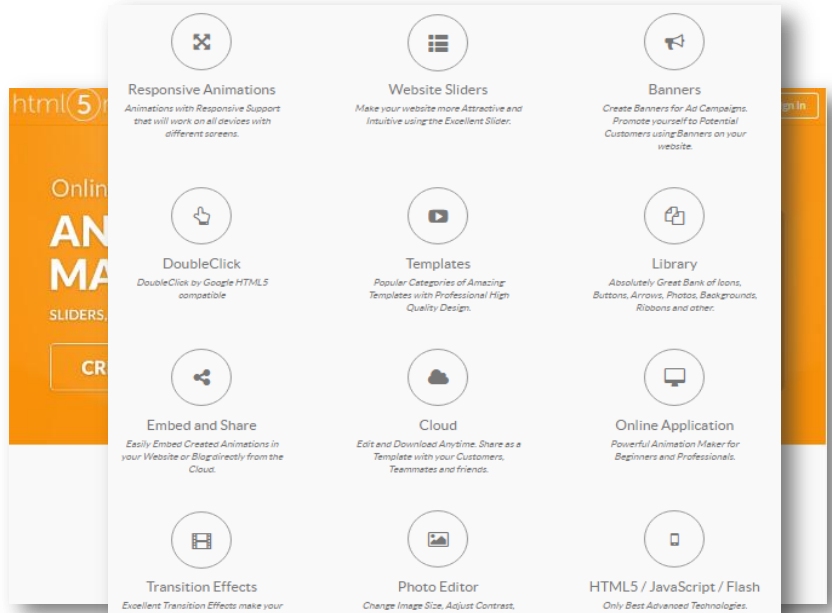 html5
Sign In
Onlin
AN
MA
SLIDERS,
CR
Responsive Animations
Animations with Responsive Support
that will work on all devices with
different screens.
Website Sliders
Make your website more Attractive and
Intuitive using the Excellent Slider.
Banners
Create Banners for Ad Campaigns.
Promote yourself to Potential
Customers using Banners on your
website.
DoubleClick
DoubleClick by Google HTML5
compatible
Templates
Popular Categories of Amazing
Templates with Professional High
Quality Design.
Library
Absolutely Great Bank of Icons,
Buttons, Arrows, Photos, Backgrounds,
Ribbons and other.
Embed and Share
Easily Embed Created Animations in
your Website or Blog directly from the
Cloud.
Cloud
Edit and Download Anytime. Share as a
Template with your Customers,
Teammates and friends.
Online Application
Powerful Animation Maker for
Beginners and Professionals.
Transition Effects
Excellent Transition Effects make your
Photo Editor
Change Image Size, Adjust Contrast,
HTML5 / JavaScript / Flash
Only Best Advanced Technologies.